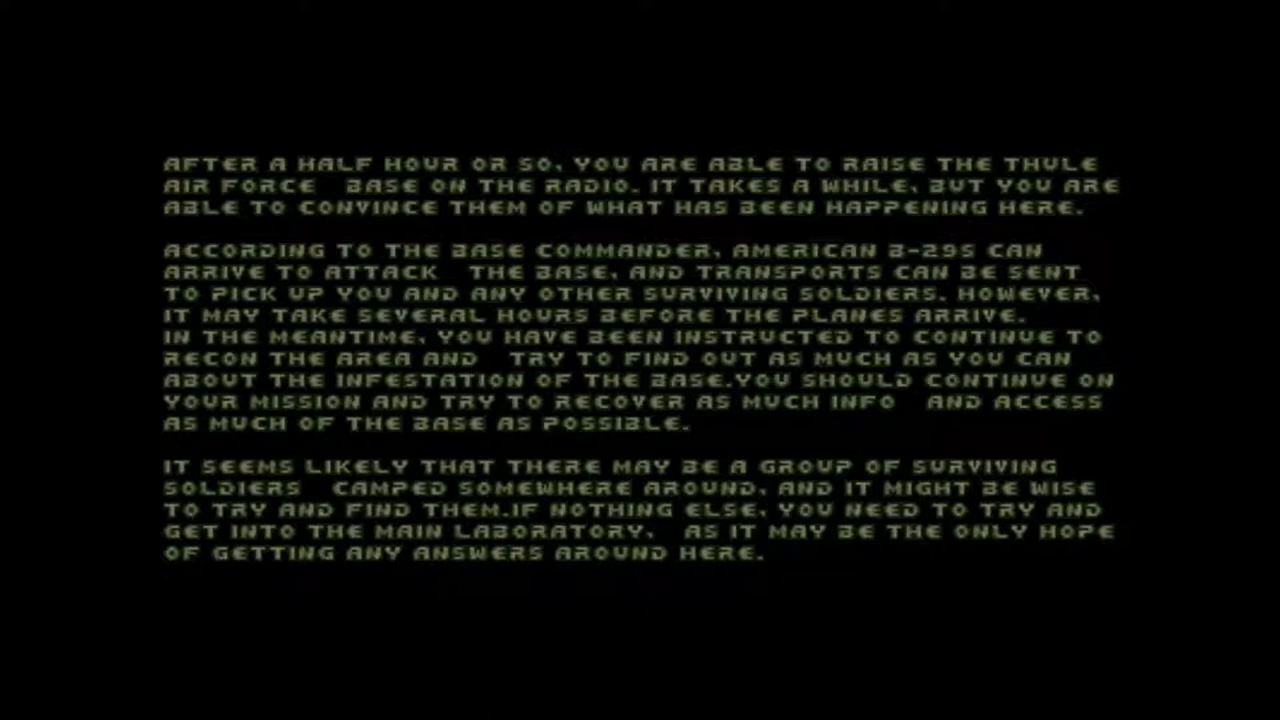 AFTER A HALF HOUR OR SO, YOU ARE ABLE TO RAISE THE THULE
AIR FORCE  BASE ON THE RADIO. IT TAKES A WHILE, BUT YOU ARE
ABLE TO CONVINCE THEM OF WHAT HAS BEEN HAPPENING HERE.
ACCORDING TO THE BASE COMMANDER, AMERICAN B-29S CAN
ARRIVE TO ATTACK  THE BASE, AND TRANSPORTS CAN BE SENT
TO PICK UP YOU AND ANY OTHER SURVIVING SOLDIERS. HOWEVER,
IT MAY TAKE SEVERAL HOURS BEFORE THE PLANES ARRIVE.
IN THE MEANTIME, YOU HAVE BEEN INSTRUCTED TO CONTINUE TO
RECON THE AREA AND  TRY TO FIND OUT AS MUCH AS YOU CAN
ABOUT THE INFESTATION OF THE BASE.YOU SHOULD CONTINUE ON
YOUR MISSION AND TRY TO RECOVER AS MUCH INFO  AND ACCESS
AS MUCH OF THE BASE AS POSSIBLE.
IT SEEMS LIKELY THAT THERE MAY BE A GROUP OF SURVIVING
SOLDIERS  CAMPED SOMEWHERE AROUND, AND IT MIGHT BE WISE
TO TRY AND FIND THEM.IF NOTHING ELSE, YOU NEED TO TRY AND
GET INTO THE MAIN LABORATORY,  AS IT MAY BE THE ONLY HOPE
OF GETTING ANY ANSWERS AROUND HERE.